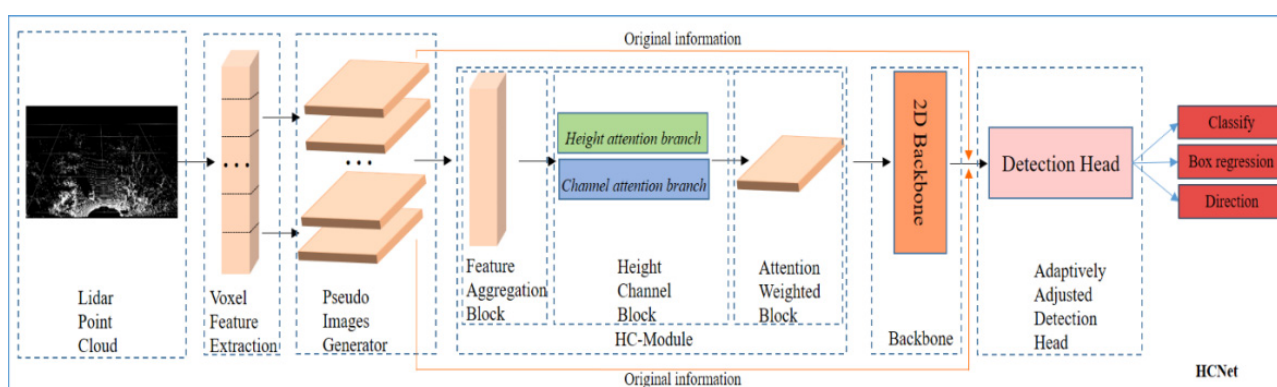 Original information
Height attention branch
Channel attention branch
2D Backbone
Detection Head
Classify
Box regression
Direction
Lidar
Point
Cloud
Voxel
Feature
Extraction
Pseudo
Images
Generator
Feature
Aggregation
Block
Height
Channel
Block
Attention
Weighted
Block
HC-Module
Backbone
Adaptively
Adjusted
Detection
Head
Original information
HCNet